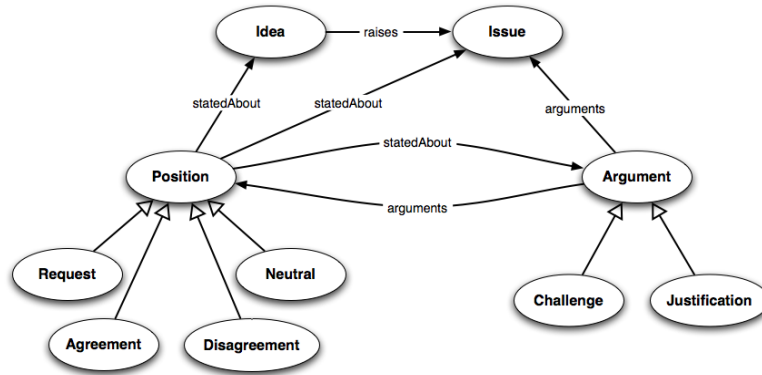 Idea
raises
Issue
statedAbout
statedAbout
arguments
statedAbout
Position
Argument
arguments
Request
Neutral
Challenge
Justification
Agreement
Disagreement